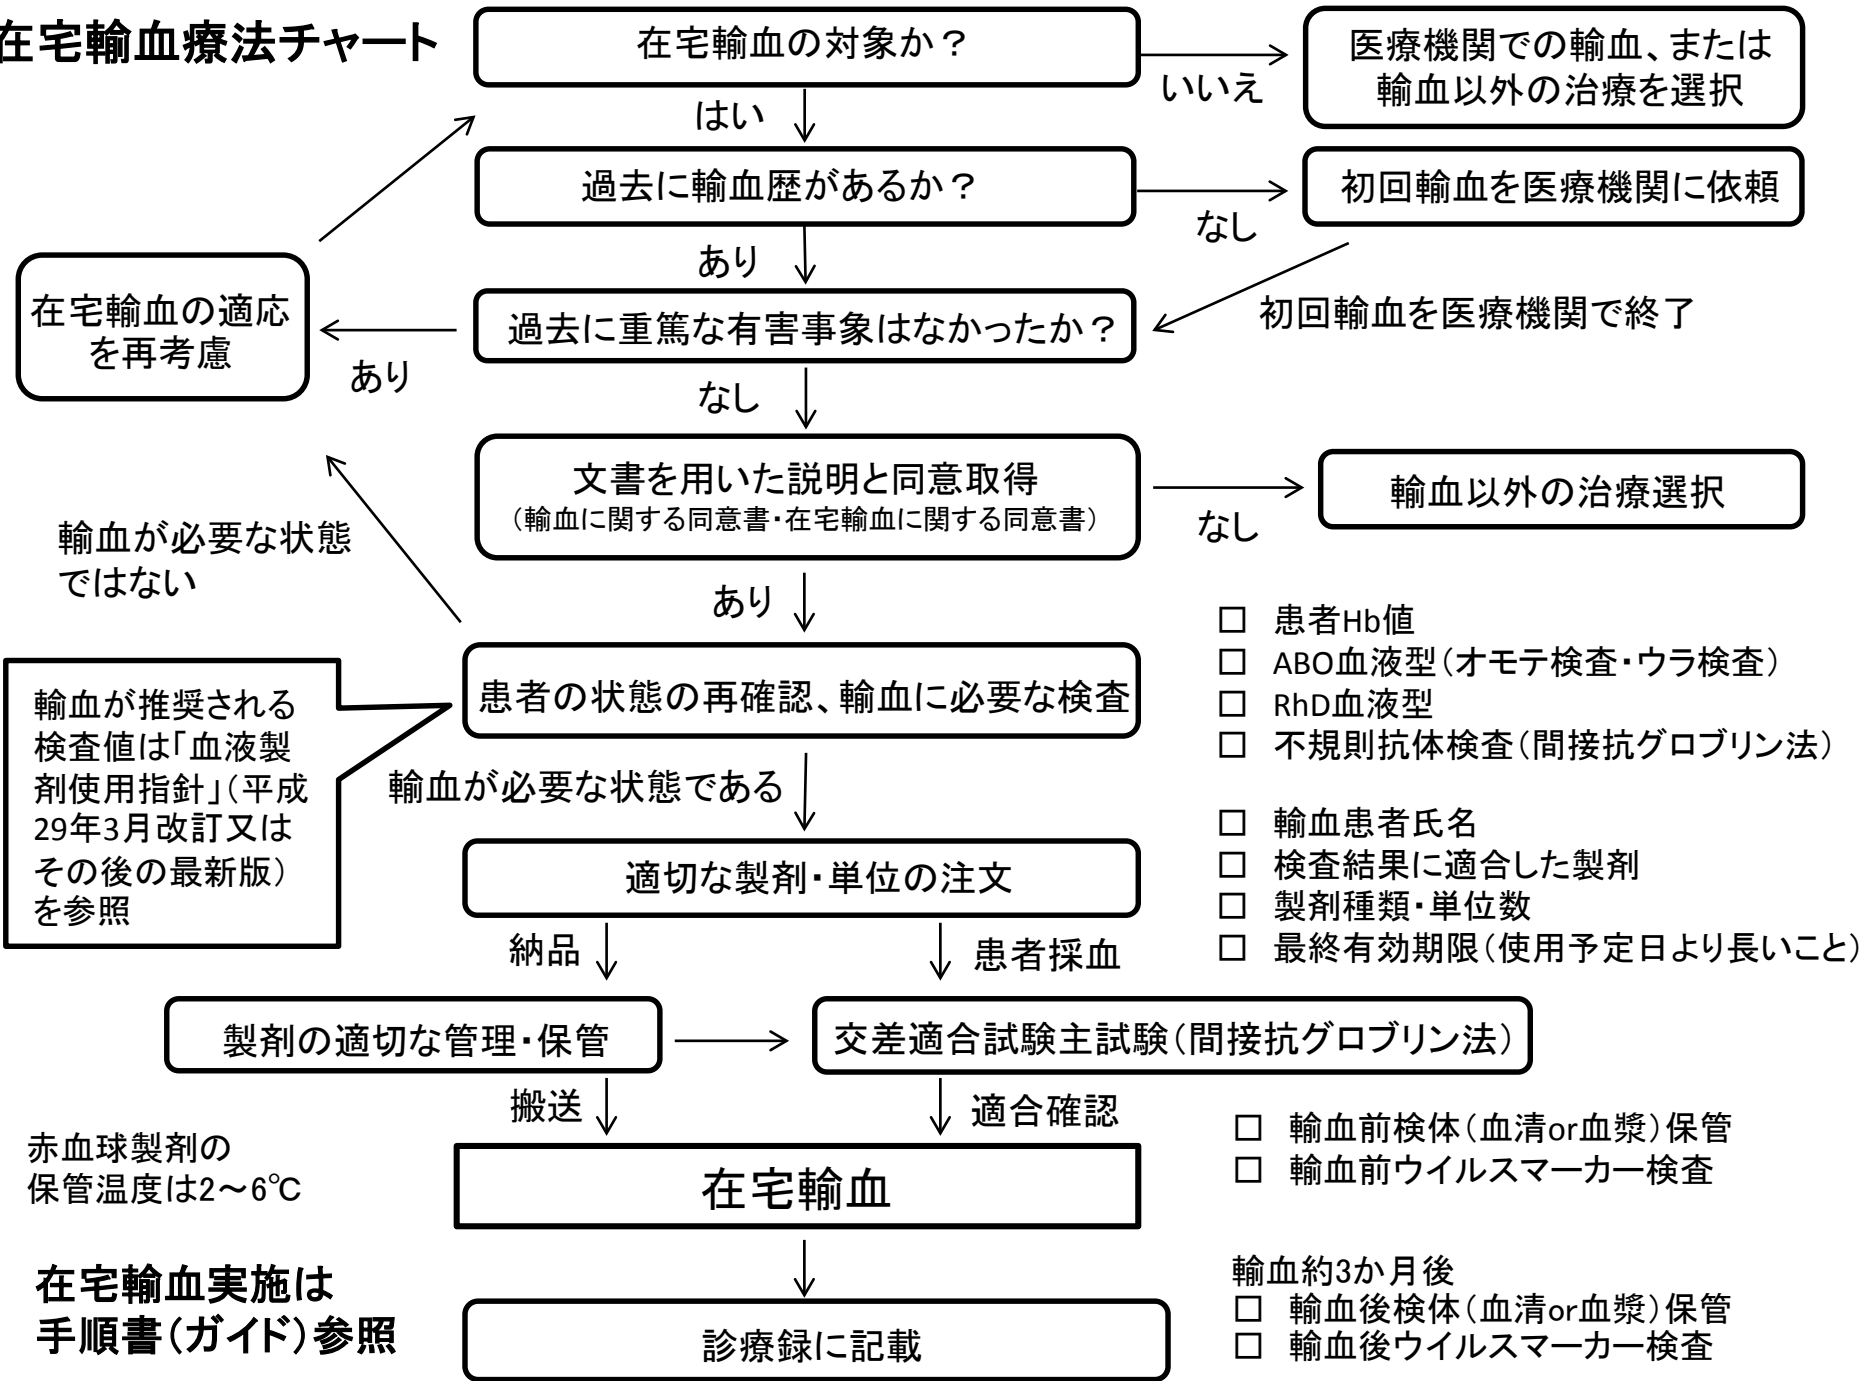 在宅輸血療法チャート
在宅輸血の対象か？
いいえ
医療機関での輸血、または
輸血以外の治療を選択
はい
過去に輸血歴があるか？
なし
初回輸血を医療機関に依頼
あり
初回輸血を医療機関で終了
過去に重篤な有害事象はなかったか？
あり
在宅輸血の適応
を再考慮
なし
文書を用いた説明と同意取得
（輸血に関する同意書・在宅輸血に関する同意書）
なし
輸血以外の治療選択
輸血が必要な状態
ではない
あり
患者の状態の再確認、輸血に必要な検査
□ 患者Hb値
□ ABO血液型（オモテ検査・ウラ検査）
□ RhD血液型
□ 不規則抗体検査（間接抗グロブリン法）
輸血が推奨される
検査値は「血液製
剤使用指針」（平成
29年3月改訂又は
その後の最新版）
を参照
輸血が必要な状態である
適切な製剤・単位の注文
□ 輸血患者氏名
□ 検査結果に適合した製剤
□ 製剤種類・単位数
□ 最終有効期限（使用予定日より長いこと）
納品
患者採血
製剤の適切な管理・保管
交差適合試験主試験（間接抗グロブリン法）
搬送
適合確認
赤血球製剤の
保管温度は2～6℃
在宅輸血
□ 輸血前検体（血清or血漿）保管
□ 輸血前ウイルスマーカー検査
在宅輸血実施は
手順書（ガイド）参照
診療録に記載
輸血約3か月後
□ 輸血後検体（血清or血漿）保管
□ 輸血後ウイルスマーカー検査